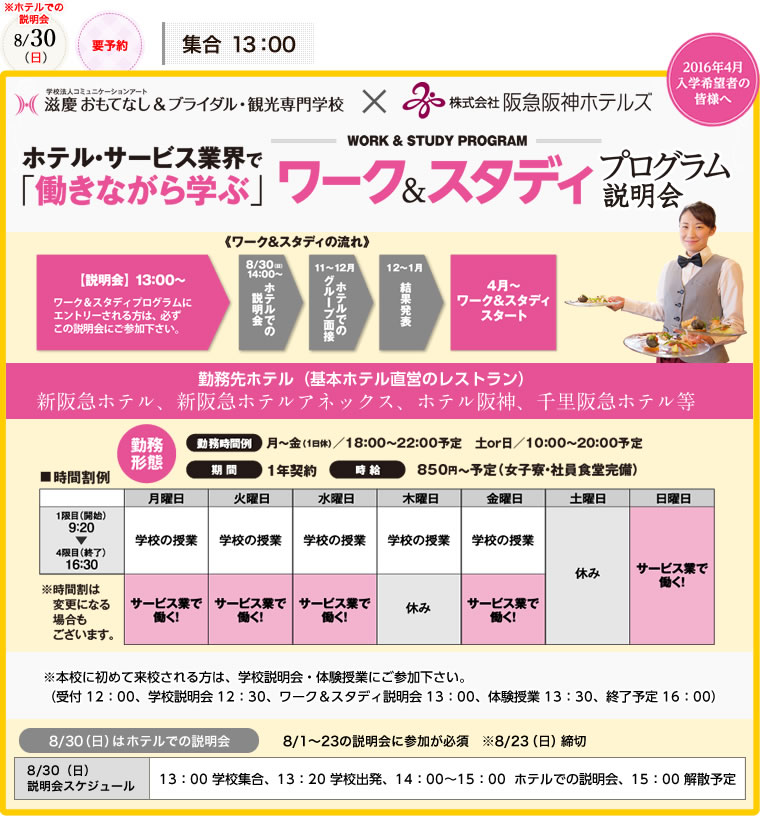 ※ホテルでの
説明会
8/30
(日)
要予約
集合 13：00
2016年4月
入学希望者の
皆様へ
学校法人コミュニケーションアート
滋慶 おもてなし＆ブライダル・観光専門学校
×
株式会社 阪急阪神ホテルズ
WORK & STUDY PROGRAM
ホテル・サービス業界で
「働きながら学ぶ」
ワーク&スタディ
プログラム
説明会
《ワーク&スタディの流れ》
【説明会】13:00～
ワーク＆スタディプログラムに
エントリーされる方は、必ず
この説明会にご参加下さい。
8/30(日)
14:00～
ホテルでの
説明会
11～12月
ホテルでの
グループ面接
12～1月
結果発表
4月～
ワーク&スタディ
スタート
勤務先ホテル（基本ホテル直営のレストラン）
新阪急ホテル、新阪急ホテルアネックス、ホテル阪神、千里阪急ホテル等
勤務
形態
勤務時間例 月～金(1日休)／18:00～22:00予定 土or日／10:00～20:00予定
期間 1年契約 時給 850円～予定(女子寮・社員食堂完備)
■時間割例
月曜日 火曜日 水曜日 木曜日 金曜日 土曜日 日曜日
1限目(開始)
9:20
▼
4限目(終了)
16:30
学校の授業 学校の授業 学校の授業 学校の授業 学校の授業
休み
サービス業で
働く!
※時間割は
変更になる
場合も
ございます。
サービス業で
働く!
サービス業で
働く!
サービス業で
働く!
休み
サービス業で
働く!
※本校に初めて来校される方は、学校説明会・体験授業にご参加下さい。
（受付 12：00、学校説明会 12：30、ワーク＆スタディ説明会 13：00、体験授業 13：30、終了予定 16：00）
8/30（日）はホテルでの説明会 8/1～23の説明会に参加が必須 ※8/23（日）締切
8/30（日）
説明会スケジュール
13：00 学校集合、13：20 学校出発、14：00～15：00 ホテルでの説明会、15：00 解散予定